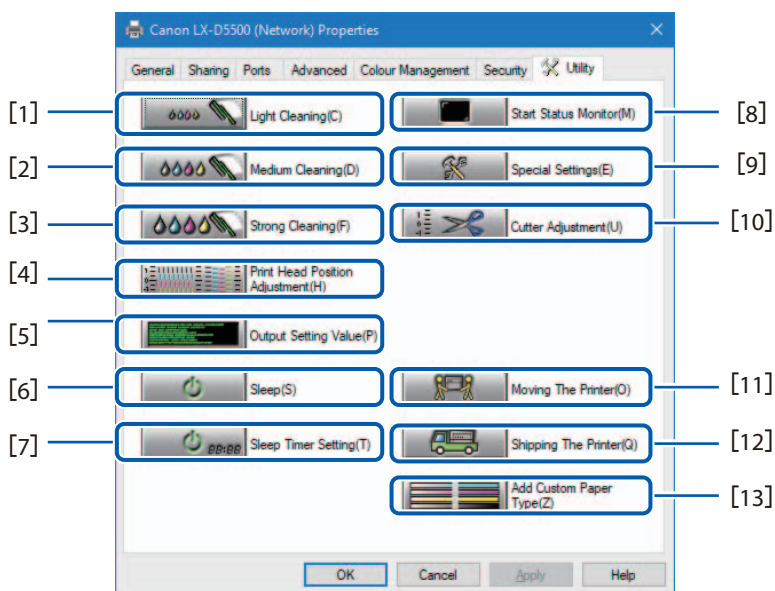 Canon LX-D5500 (Network) Properties
General Sharing Ports Advanced Colour Management Security Utility
[1] Light Cleaning(C)
Start Status Monitor(M) [8]
[2] Medium Cleaning(D)
Special Settings(E) [9]
[3] Strong Cleaning(F)
Cutter Adjustment(U) [10]
[4] Print Head Position
Adjustment(H)
[5] Output Setting Value(P)
[6] Sleep(S)
Moving The Printer(O) [11]
[7] Sleep Timer Setting(T)
Shipping The Printer(Q) [12]
Add Custom Paper
Type(Z) [13]
OK Cancel Apply Help